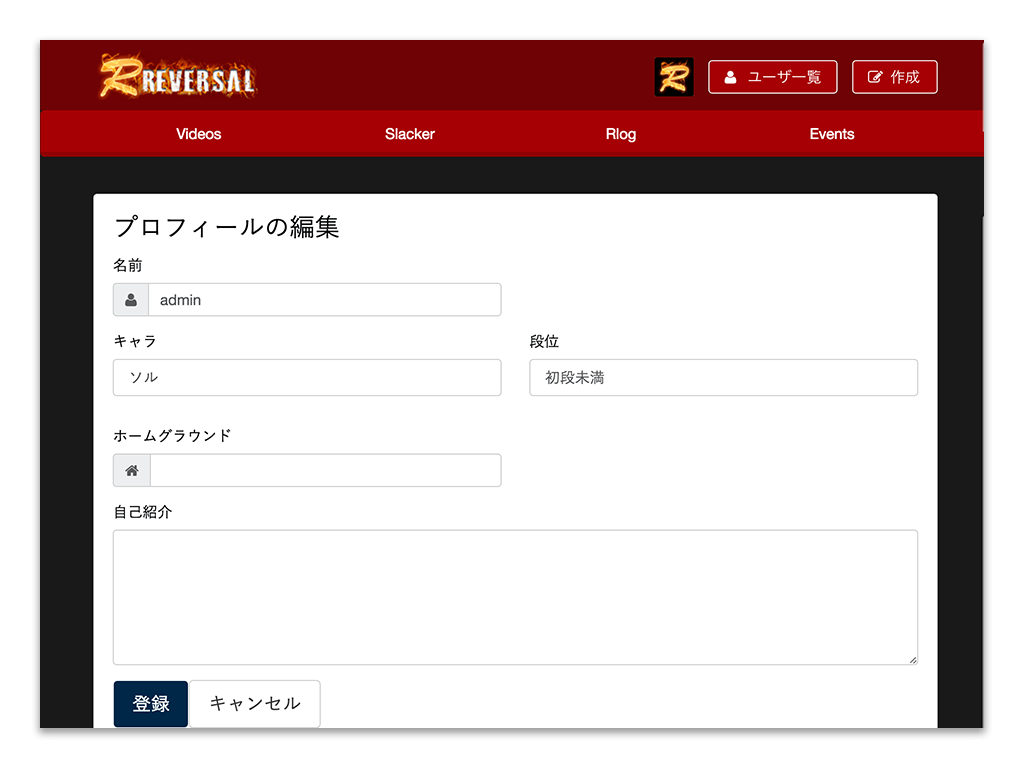 REVERSAL
R
ユーザ一覧
作成
Videos
Slacker
Rlog
Events
プロフィールの編集
名前
admin
キャラ
段位
ソル
初段未満
ホームグラウンド
自己紹介
登録
キャンセル